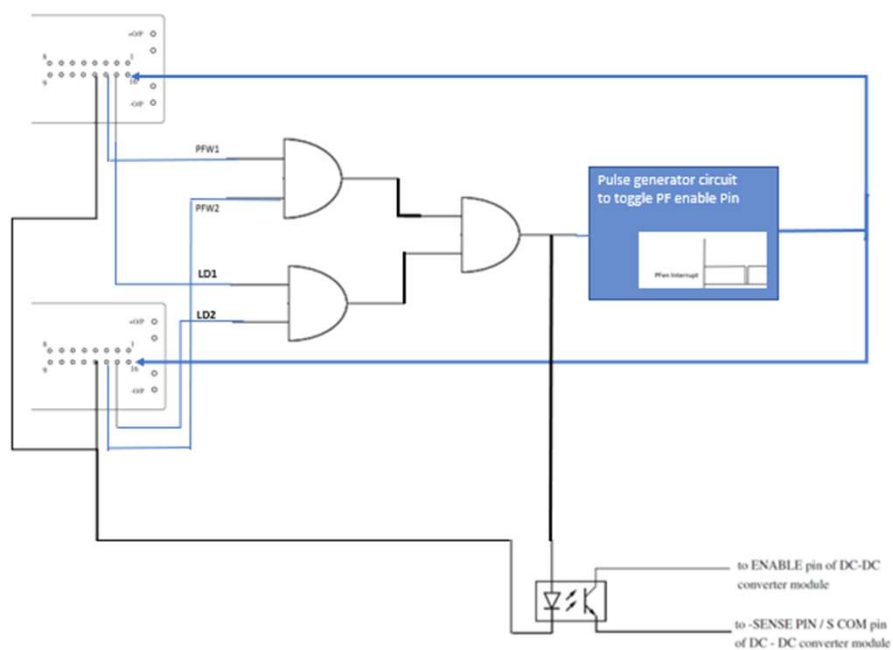 +O/P
8
1
9
16
-O/P
PFW1
PFW2
LD1
LD2
Pulse generator circuit
to toggle PF enable Pin
PFen Interrupt
+O/P
8
1
9
16
-O/P
to ENABLE pin of DC-DC
converter module
to -SENSE PIN / S COM pin
of DC - DC converter module